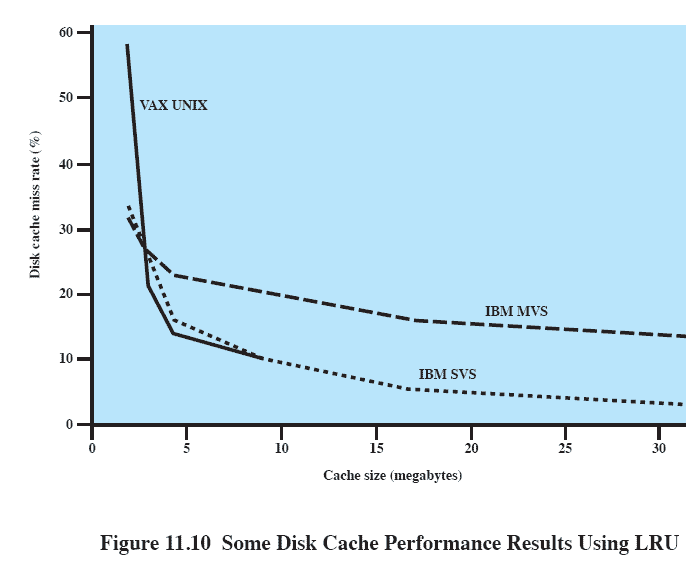 60
50
40
30
20
10
0
Disk cache miss rate (%)
VAX UNIX
IBM MVS
IBM SVS
0 5 10 15 20 25 30
Cache size (megabytes)
Figure 11.10 Some Disk Cache Performance Results Using LRU